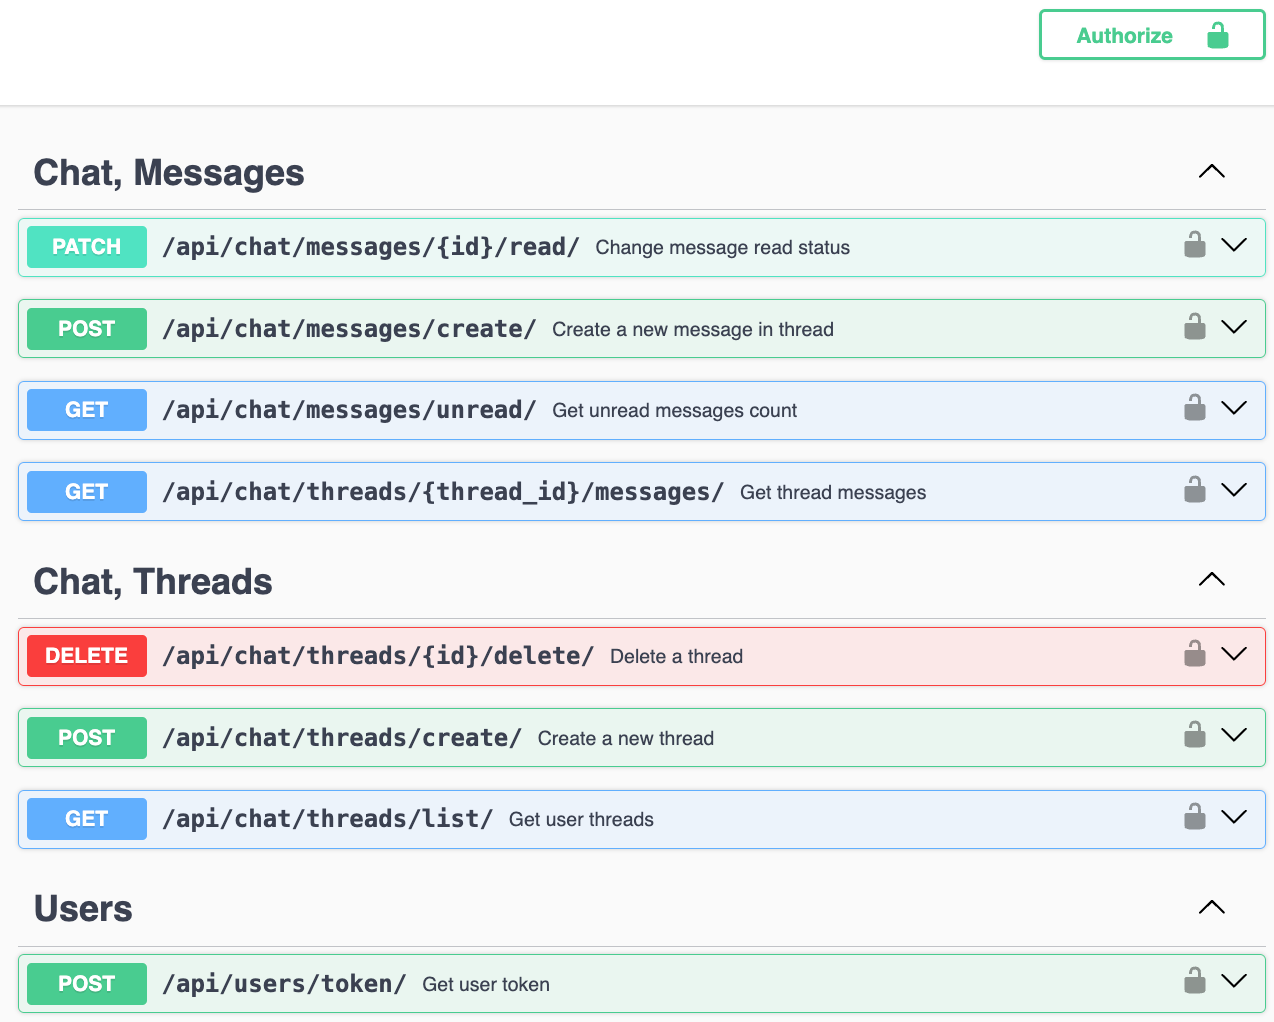 Authorize
Chat, Messages
PATCH /api/chat/messages/{id}/read/ Change message read status
POST /api/chat/messages/create/ Create a new message in thread
GET /api/chat/messages/unread/ Get unread messages count
GET /api/chat/threads/{thread_id}/messages/ Get thread messages
Chat, Threads
DELETE /api/chat/threads/{id}/delete/ Delete a thread
POST /api/chat/threads/create/ Create a new thread
GET /api/chat/threads/list/ Get user threads
Users
POST /api/users/token/ Get user token